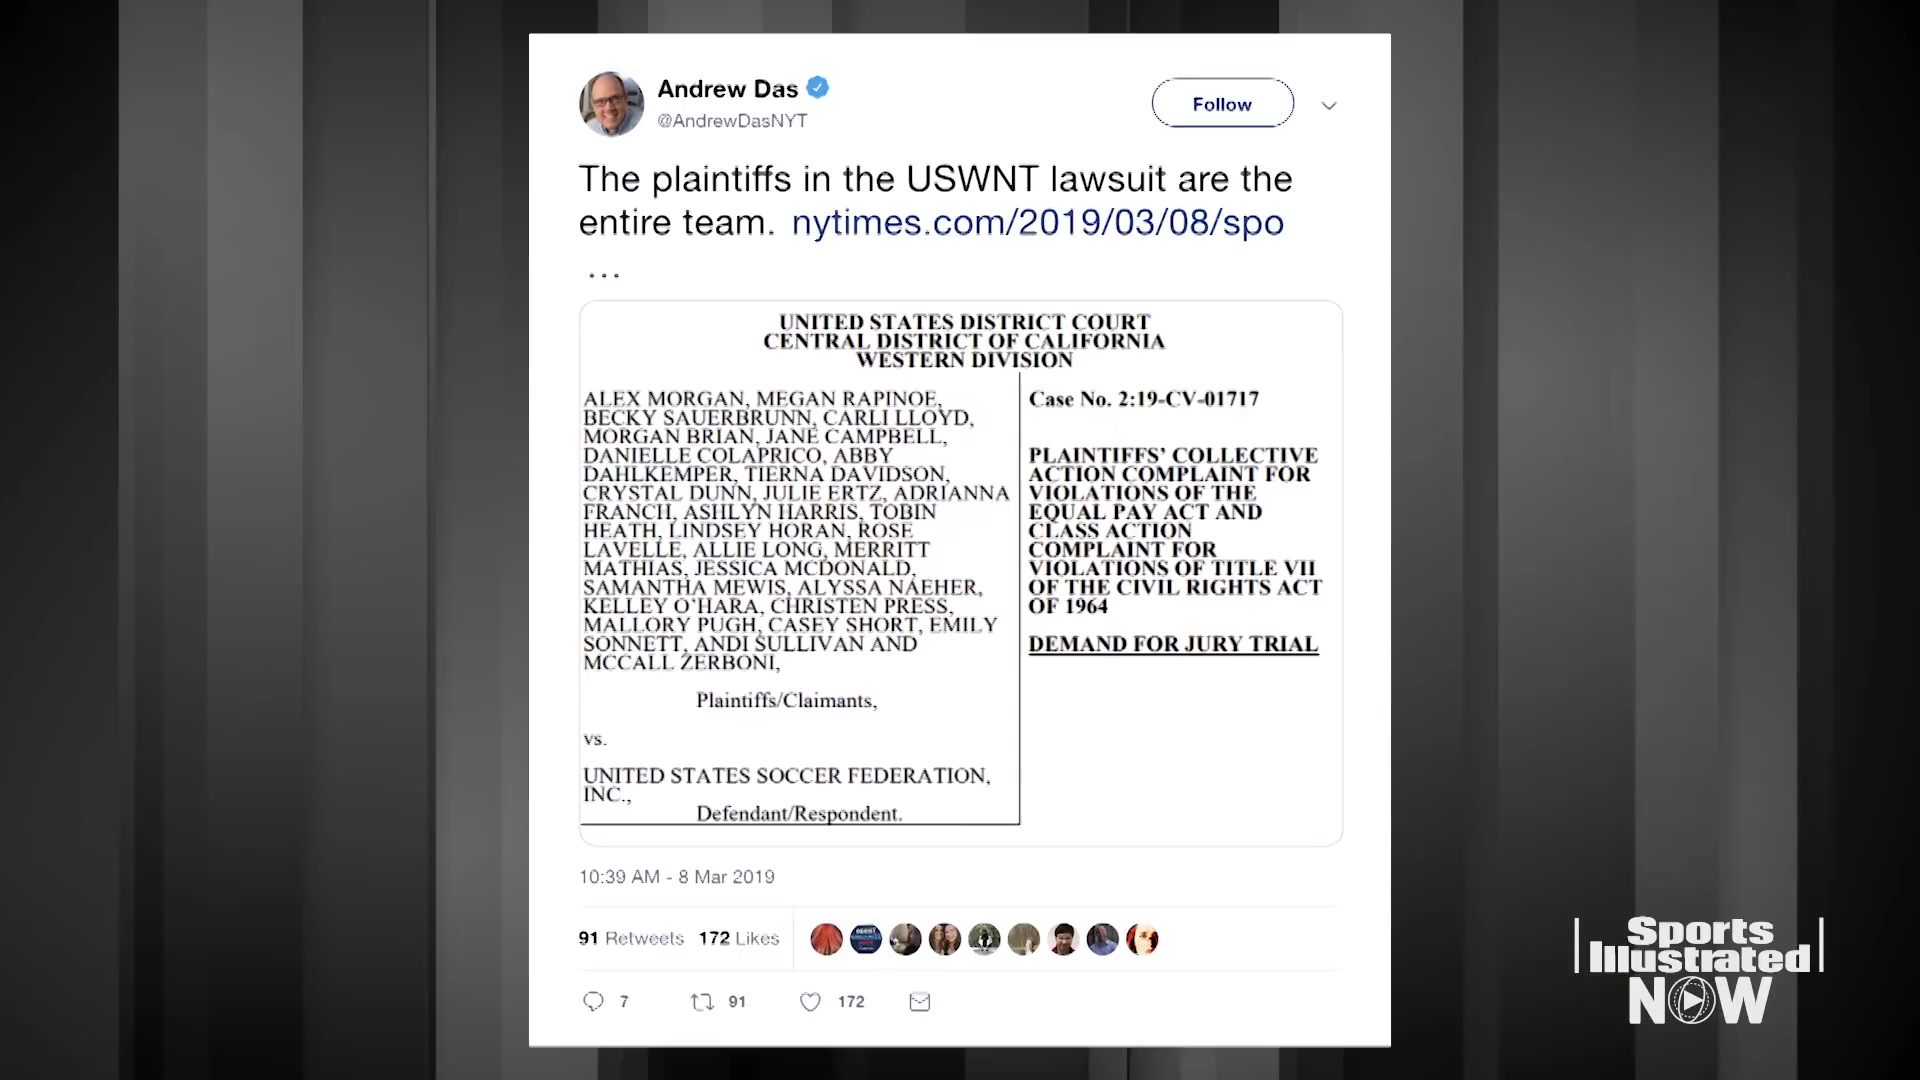 Andrew Das
@AndrewDasNYT
Follow
The plaintiffs in the USWNT lawsuit are the
entire team. nytimes.com/2019/03/08/spo
...
UNITED STATES DISTRICT COURT
CENTRAL DISTRICT OF CALIFORNIA
WESTERN DIVISION
ALEX MORGAN, MEGAN RAPINOE,
BECKY SAUERBRUNN, CARLI LLOYD,
MORGAN BRIAN, JANE CAMPBELL,
DANIELLE COLAPRICO, ABBY
DAHLKEMPER, TIERNA DAVIDSON,
CRYSTAL DUNN, JULIE ERTZ, ADRIANNA
FRANCH, ASHLYN HARRIS, TOBIN
HEATH, LINDSEY HORAN, ROSE
LAVELLE, ALLIE LONG, MERRITT
MATHIAS, JESSICA MCDONALD,
SAMANTHA MEWIS, ALYSSA NAEHER,
KELLEY O'HARA, CHRISTEN PRESS,
MALLORY PUGH, CASEY SHORT, EMILY
SONNETT, ANDI SULLIVAN AND
MCCALL ZERBONI,
Plaintiffs/Claimants,
vs.
UNITED STATES SOCCER FEDERATION,
INC.,
Defendant/Respondent.
Case No. 2:19-CV-01717
PLAINTIFFS' COLLECTIVE
ACTION COMPLAINT FOR
VIOLATIONS OF THE
EQUAL PAY ACT AND
CLASS ACTION
COMPLAINT FOR
VIOLATIONS OF TITLE VII
OF THE CIVIL RIGHTS ACT
OF 1964
DEMAND FOR JURY TRIAL
10:39 AM - 8 Mar 2019
91 Retweets 172 Likes
7 91 172
Sports
Illustrated
NOW